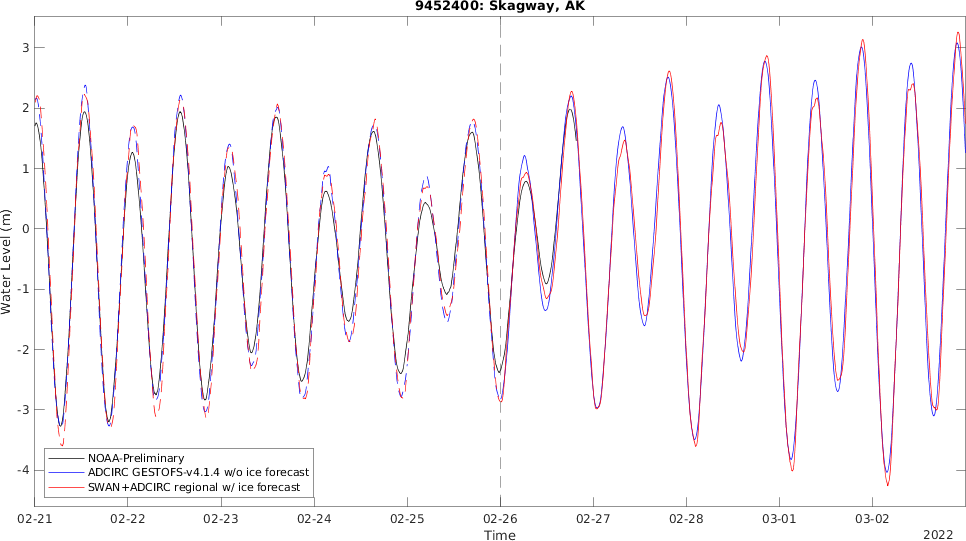 9452400: Skagway, AK
3
2
1
0
-1
-2
-3
-4
Water Level (m)
NOAA-Preliminary
ADCIRC GESTOFS-v4.1.4 w/o ice forecast
SWAN+ADCIRC regional w/ ice forecast
02-21 02-22 02-23 02-24 02-25 02-26 02-27 02-28 03-01 03-02
Time
2022